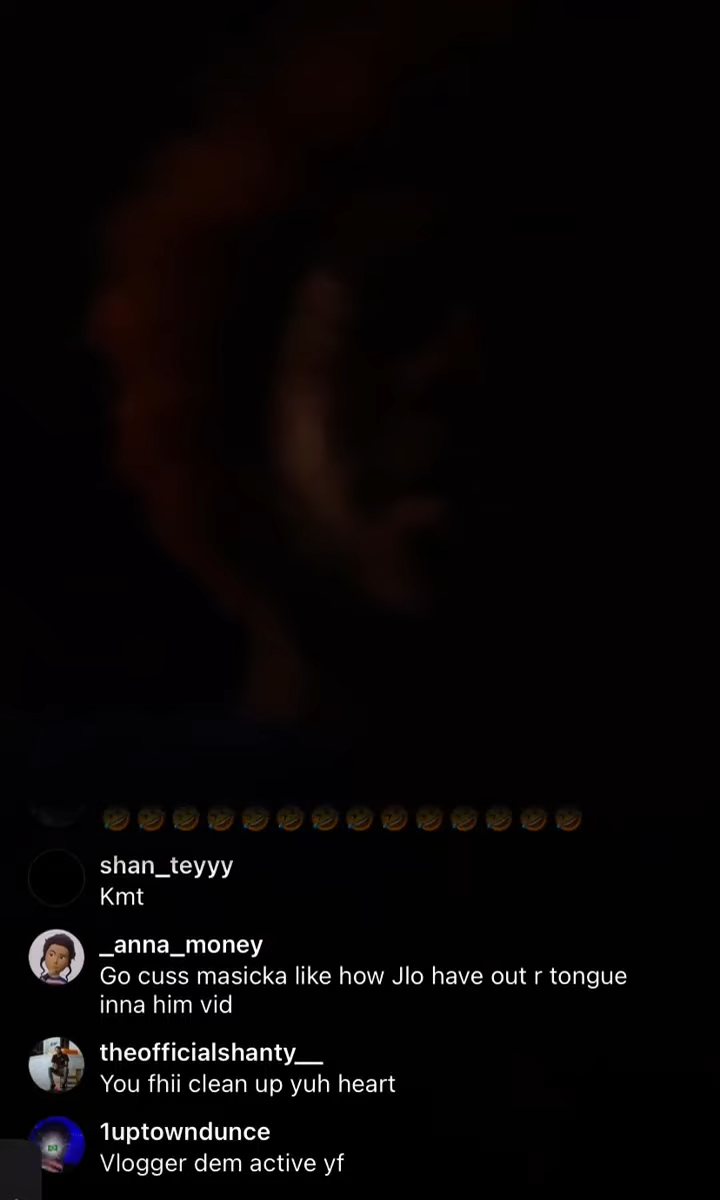 🤣🤣🤣🤣🤣🤣🤣🤣🤣🤣🤣🤣🤣🤣
shan_teyyy
Kmt
_anna_money
Go cuss masicka like how Jlo have out r tongue
inna him vid
theofficialshanty__
You fhii clean up yuh heart
1uptowndunce
Vlogger dem active yf